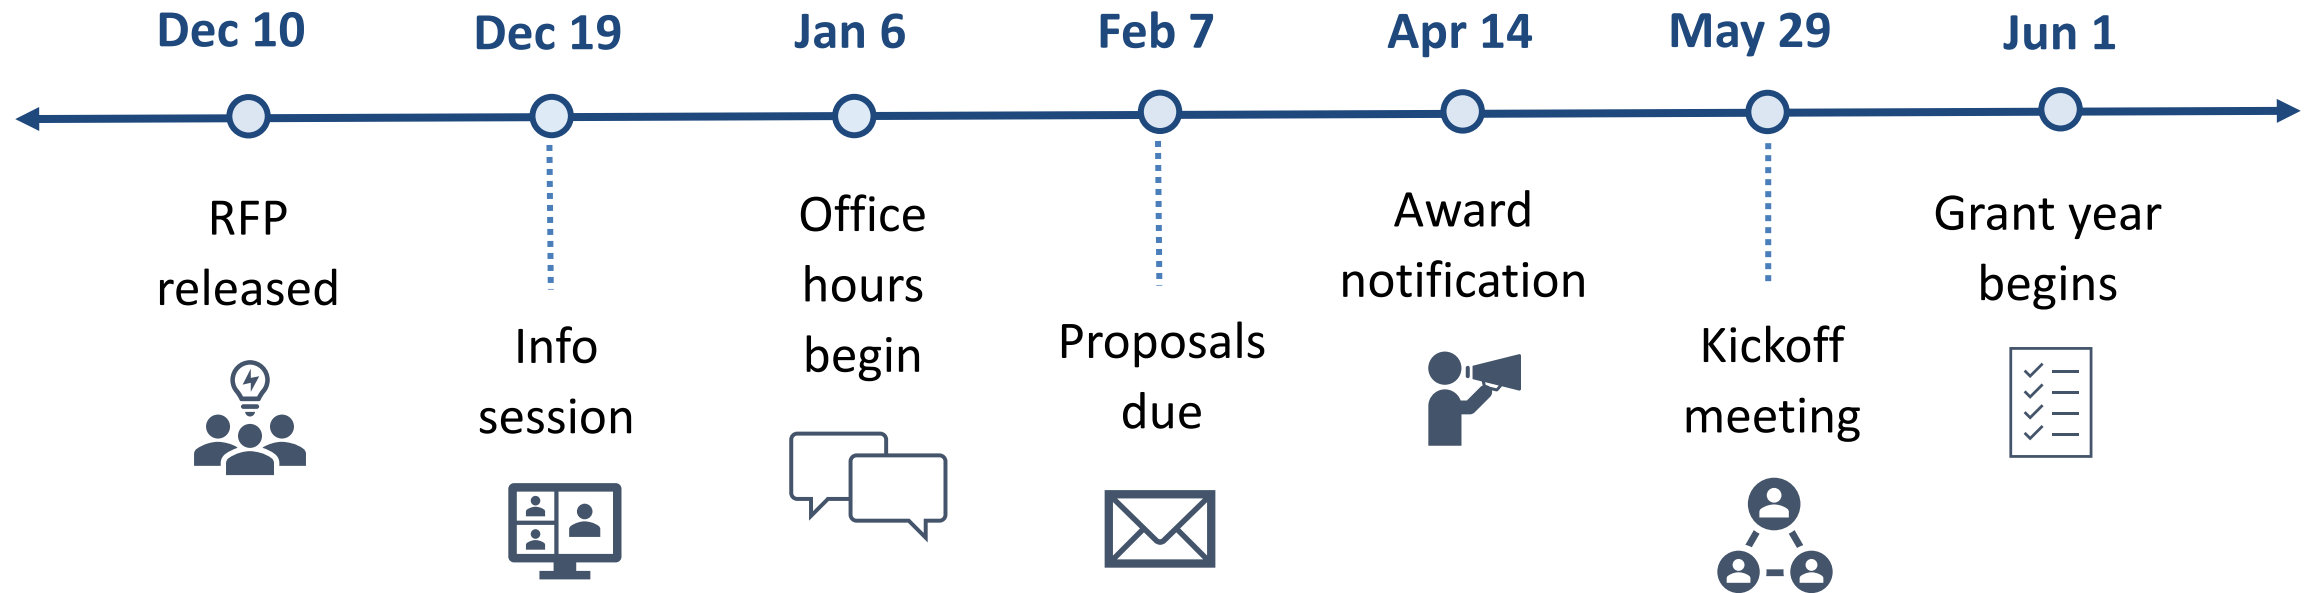 Dec 10
Dec 19
Jan 6
Feb 7
Apr 14
May 29
Jun 1
RFP
released
Info
session
Office
hours
begin
Proposals
due
Award
notification
Kickoff
meeting
Grant year
begins